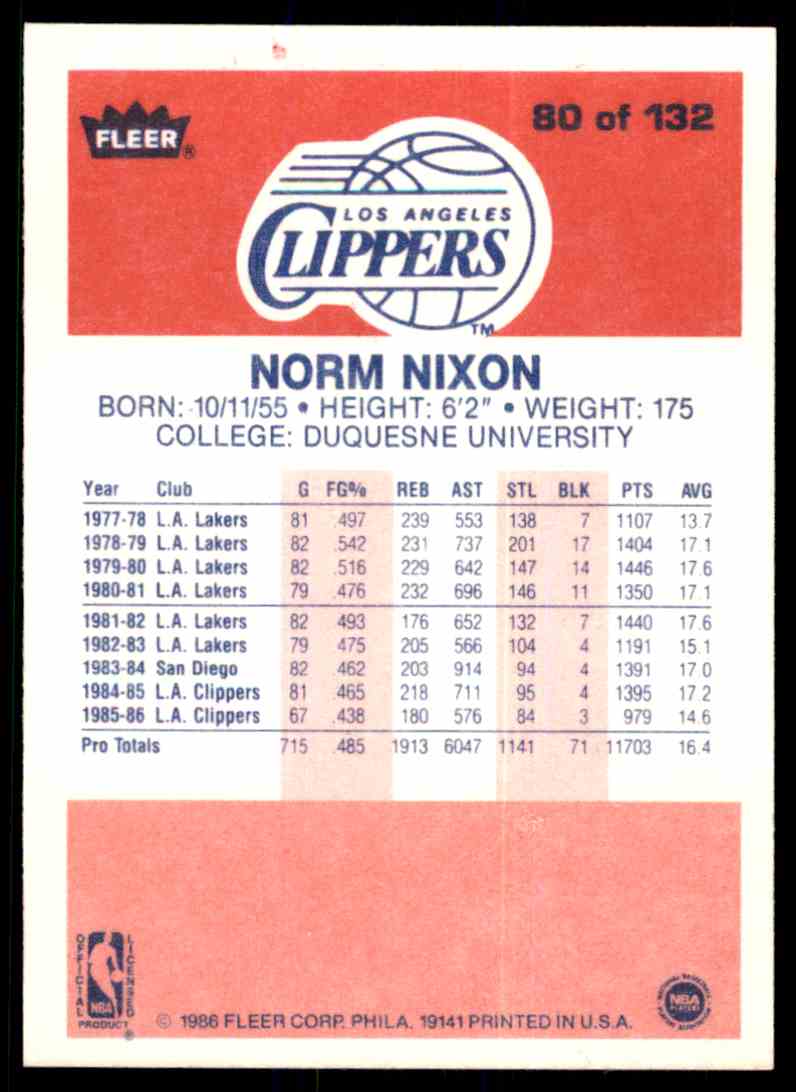 FLEER®
80 of 132
LOS ANGELES
CLIPPERS
TM
NORM NIXON
BORN: 10/11/55 • HEIGHT: 6'2" • WEIGHT: 175
COLLEGE: DUQUESNE UNIVERSITY
Year Club G FG% REB AST STL BLK PTS AVG
1977-78 L.A. Lakers 81 .497 239 553 138 7 1107 13.7
1978-79 L.A. Lakers 82 .542 231 737 201 17 1404 17.1
1979-80 L.A. Lakers 82 .516 229 642 147 14 1446 17.6
1980-81 L.A. Lakers 79 .476 232 696 146 11 1350 17.1
1981-82 L.A. Lakers 82 .493 176 652 132 7 1440 17.6
1982-83 L.A. Lakers 79 .475 205 566 104 4 1191 15.1
1983-84 San Diego 82 .462 203 914 94 4 1391 17.0
1984-85 L.A. Clippers 81 .465 218 711 95 4 1395 17.2
1985-86 L.A. Clippers 67 .438 180 576 84 3 979 14.6
Pro Totals 715 .485 1913 6047 1141 71 11703 16.4
OFFICIAL
NBA
LICENSED
PRODUCT®
© 1986 FLEER CORP. PHILA. 19141 PRINTED IN U.S.A.
NBA
PLAYERS